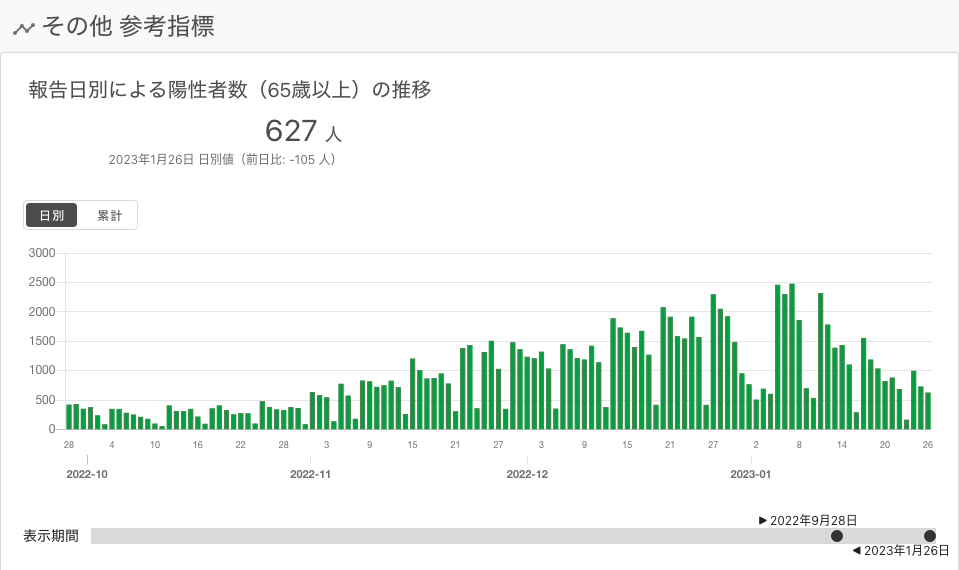 その他 参考指標
報告日別による陽性者数（65歳以上）の推移
627 人
2023年1月26日 日別値（前日比: -105 人）
日別 累計
3000
2500
2000
1500
1000
500
0
28 4 10 16 22 28 3 9 15 21 27 3 9 15 21 27 2 8 14 20 26
2022-10 2022-11 2022-12 2023-01
▶ 2022年9月28日
表示期間
◀ 2023年1月26日